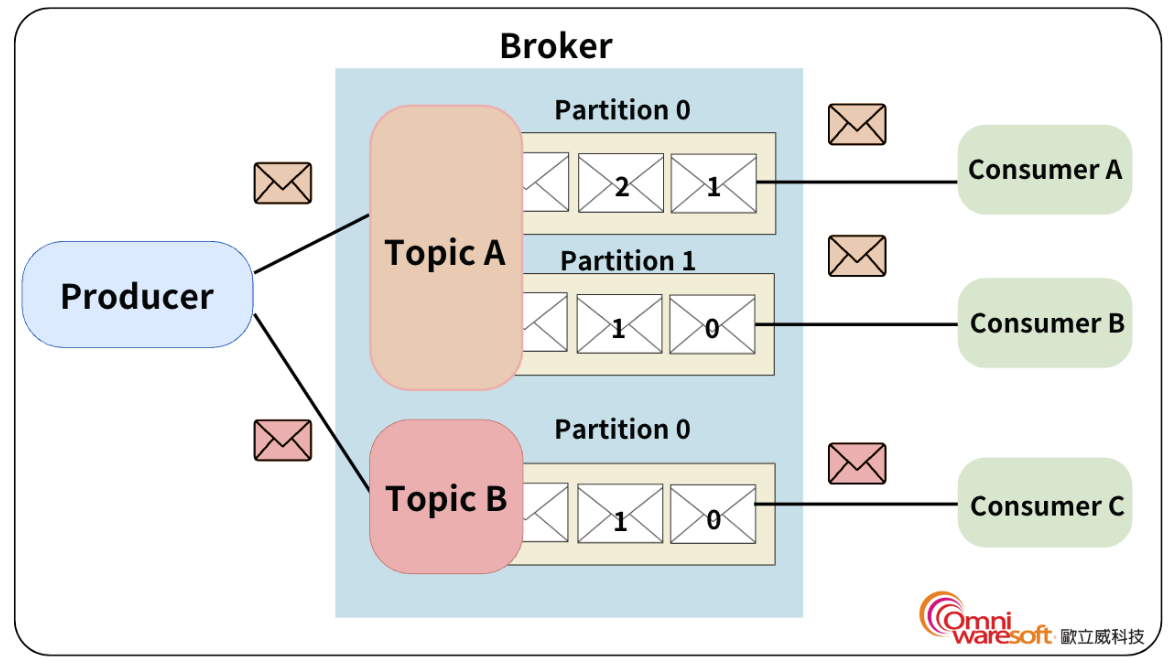 Broker
Partition 0
2
1
Consumer A
Topic A
Partition 1
1
0
Consumer B
Producer
Partition 0
1
0
Topic B
Consumer C
Omni
waresoft 歐立威科技